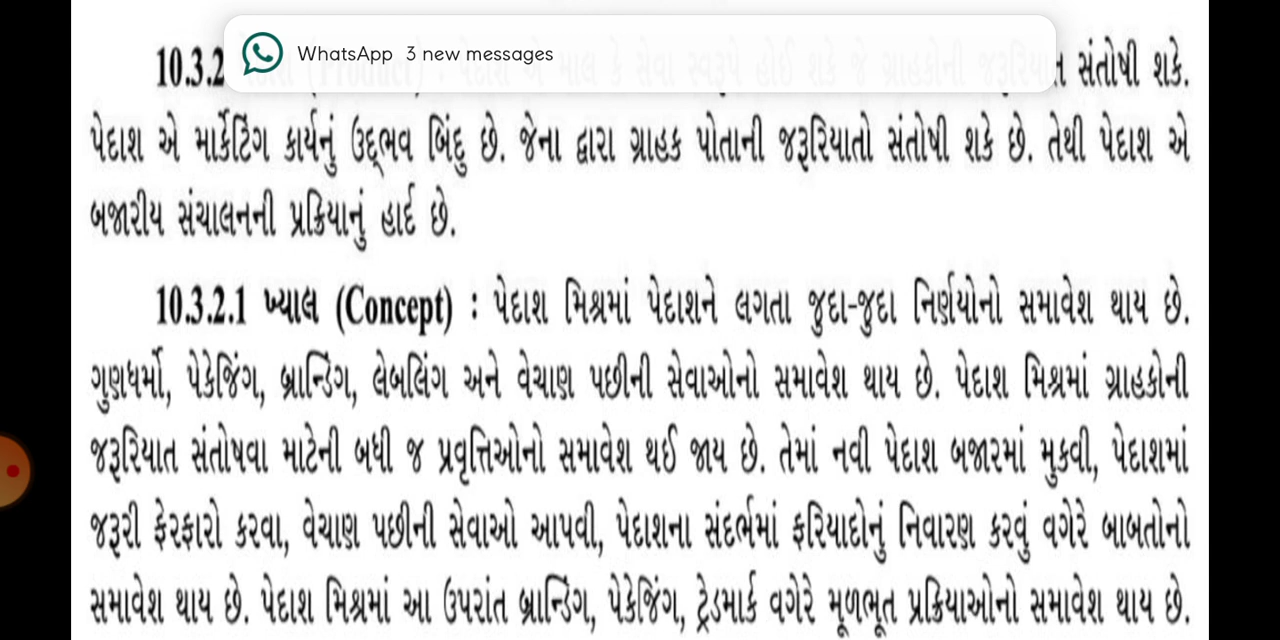 WhatsApp 3 new messages
10.3.2 સંતોષી શકે.
પેદાશ એ માર્કેટિંગ કાર્યનું ઉદ્ભવ બિંદુ છે. જેના દ્વારા ગ્રાહક પોતાની જરૂરિયાતો સંતોષી શકે છે. તેથી પેદાશ એ
બજારીય સંચાલનની પ્રક્રિયાનું હાર્દ છે.
10.3.2.1 ખ્યાલ (Concept) : પેદાશ મિશ્રમાં પેદાશને લગતા જુદા-જુદા નિર્ણયોનો સમાવેશ થાય છે.
ગુણધર્મો, પેકેજિંગ, બ્રાન્ડિંગ, લેબલિંગ અને વેચાણ પછીની સેવાઓનો સમાવેશ થાય છે. પેદાશ મિશ્રમાં ગ્રાહકોની
જરૂરિયાત સંતોષવા માટેની બધી જ પ્રવૃત્તિઓનો સમાવેશ થઈ જાય છે. તેમાં નવી પેદાશ બજારમાં મુકવી, પેદાશમાં
જરૂરી ફેરફારો કરવા, વેચાણ પછીની સેવાઓ આપવી, પેદાશના સંદર્ભમાં ફરિયાદોનું નિવારણ કરવું વગેરે બાબતોનો
સમાવેશ થાય છે. પેદાશ મિશ્રમાં આ ઉપરાંત બ્રાન્ડિંગ, પેકેજિંગ, ટ્રેડમાર્ક વગેરે મૂળભૂત પ્રક્રિયાઓનો સમાવેશ થાય છે.